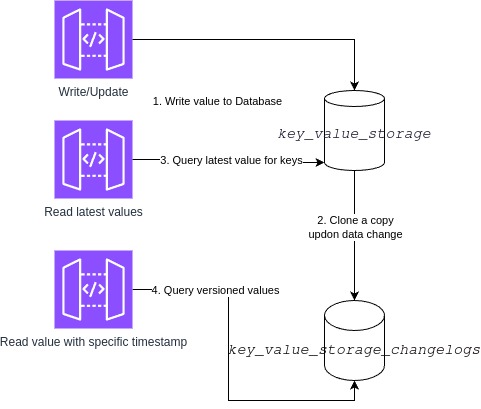 Write/Update
1. Write value to Database
key_value_storage
3. Query latest value for keys
Read latest values
2. Clone a copy
updon data change
4. Query versioned values
Read value with specific timestamp
key_value_storage_changelogs